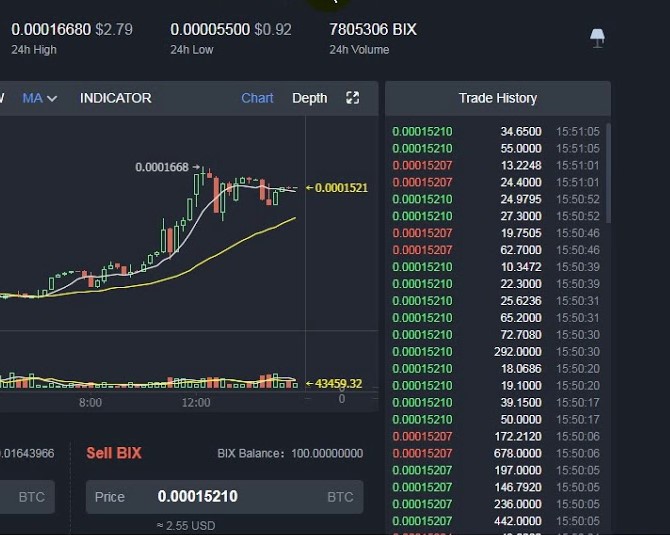 0.00016680 $2.79
24h High
0.00005500 $0.92
24h Low
7805306 BIX
24h Volume
MA
INDICATOR
Chart
Depth
0.0001668
0.0001521
43459.32
8:00
12:00
0
Trade History
0.00015210 34.6500 15:51:05
0.00015210 55.0000 15:51:05
0.00015207 13.2248 15:51:01
0.00015207 24.4000 15:51:01
0.00015210 24.9795 15:50:52
0.00015210 27.3000 15:50:52
0.00015207 19.7505 15:50:46
0.00015207 62.7000 15:50:46
0.00015210 10.3472 15:50:39
0.00015210 22.3000 15:50:39
0.00015210 25.6236 15:50:31
0.00015210 65.2000 15:50:31
0.00015210 72.7080 15:50:30
0.00015210 292.0000 15:50:30
0.00015210 18.0686 15:50:20
0.00015210 19.1000 15:50:20
0.00015210 39.1500 15:50:17
0.00015210 50.0000 15:50:17
0.00015207 172.2120 15:50:06
0.00015207 678.0000 15:50:06
0.00015207 197.0000 15:50:05
0.00015207 146.7920 15:50:05
0.00015207 236.0000 15:50:05
0.00015207 442.0000 15:50:05
.01643966
BTC
Sell BIX
BIX Balance: 100.00000000
Price 0.00015210 BTC
≈ 2.55 USD